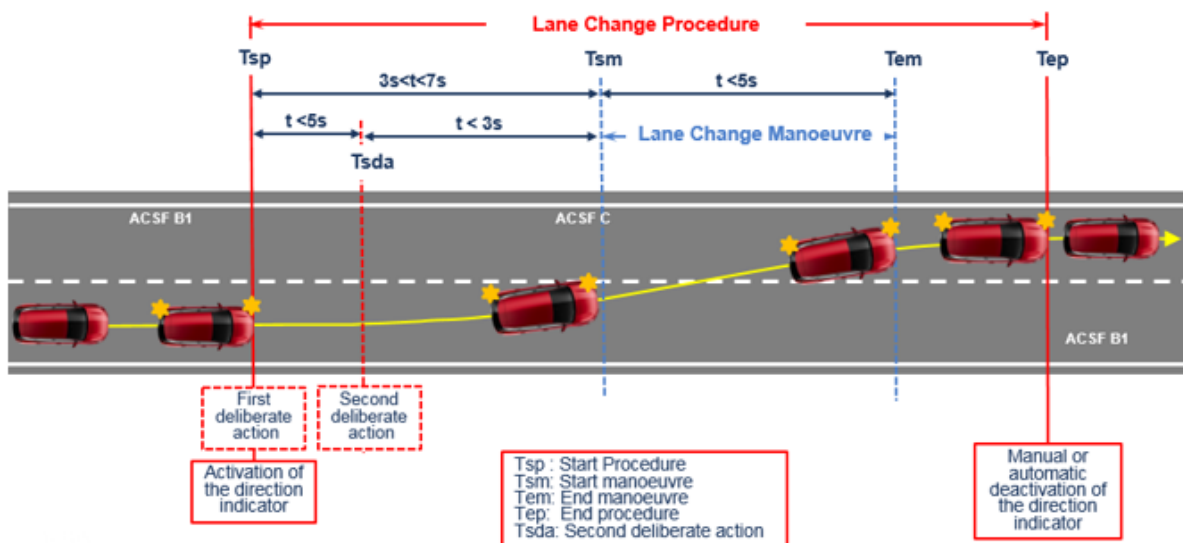 Lane Change Procedure
Tsp
Tsm
Tem
Tep
3s<t<7s
t <5s
t <5s
t < 3s
Lane Change Manoeuvre
Tsda
ACSF B1
ACSF C
ACSF B1
First
deliberate
action
Second
deliberate
action
Activation of
the direction
indicator
Tsp : Start Procedure
Tsm: Start manoeuvre
Tem: End manoeuvre
Tep: End procedure
Tsda: Second deliberate action
Manual or
automatic
deactivation of
the direction
indicator